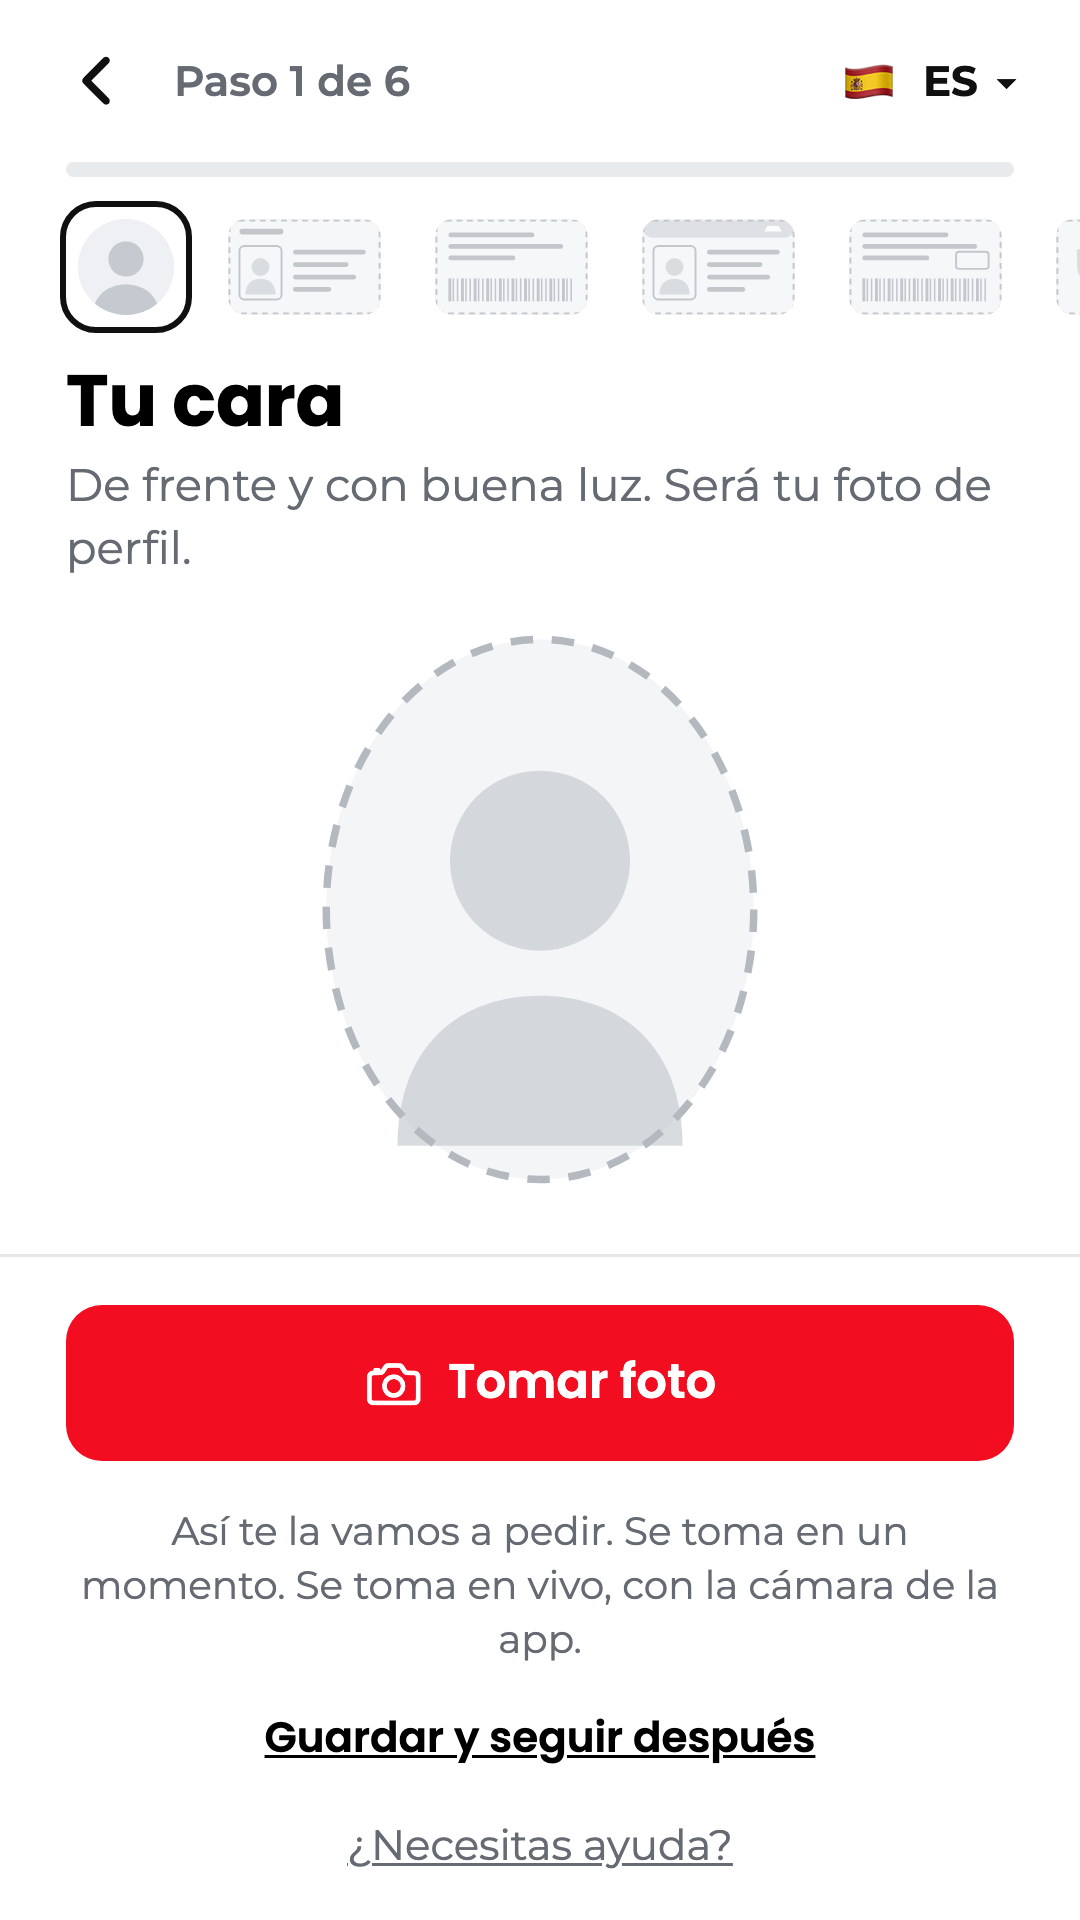 Paso 1 de 6
ES
Tu cara
De frente y con buena luz. Será tu foto de
perfil.
Tomar foto
Así te la vamos a pedir. Se toma en un
momento. Se toma en vivo, con la cámara de la
app.
Guardar y seguir después
¿Necesitas ayuda?